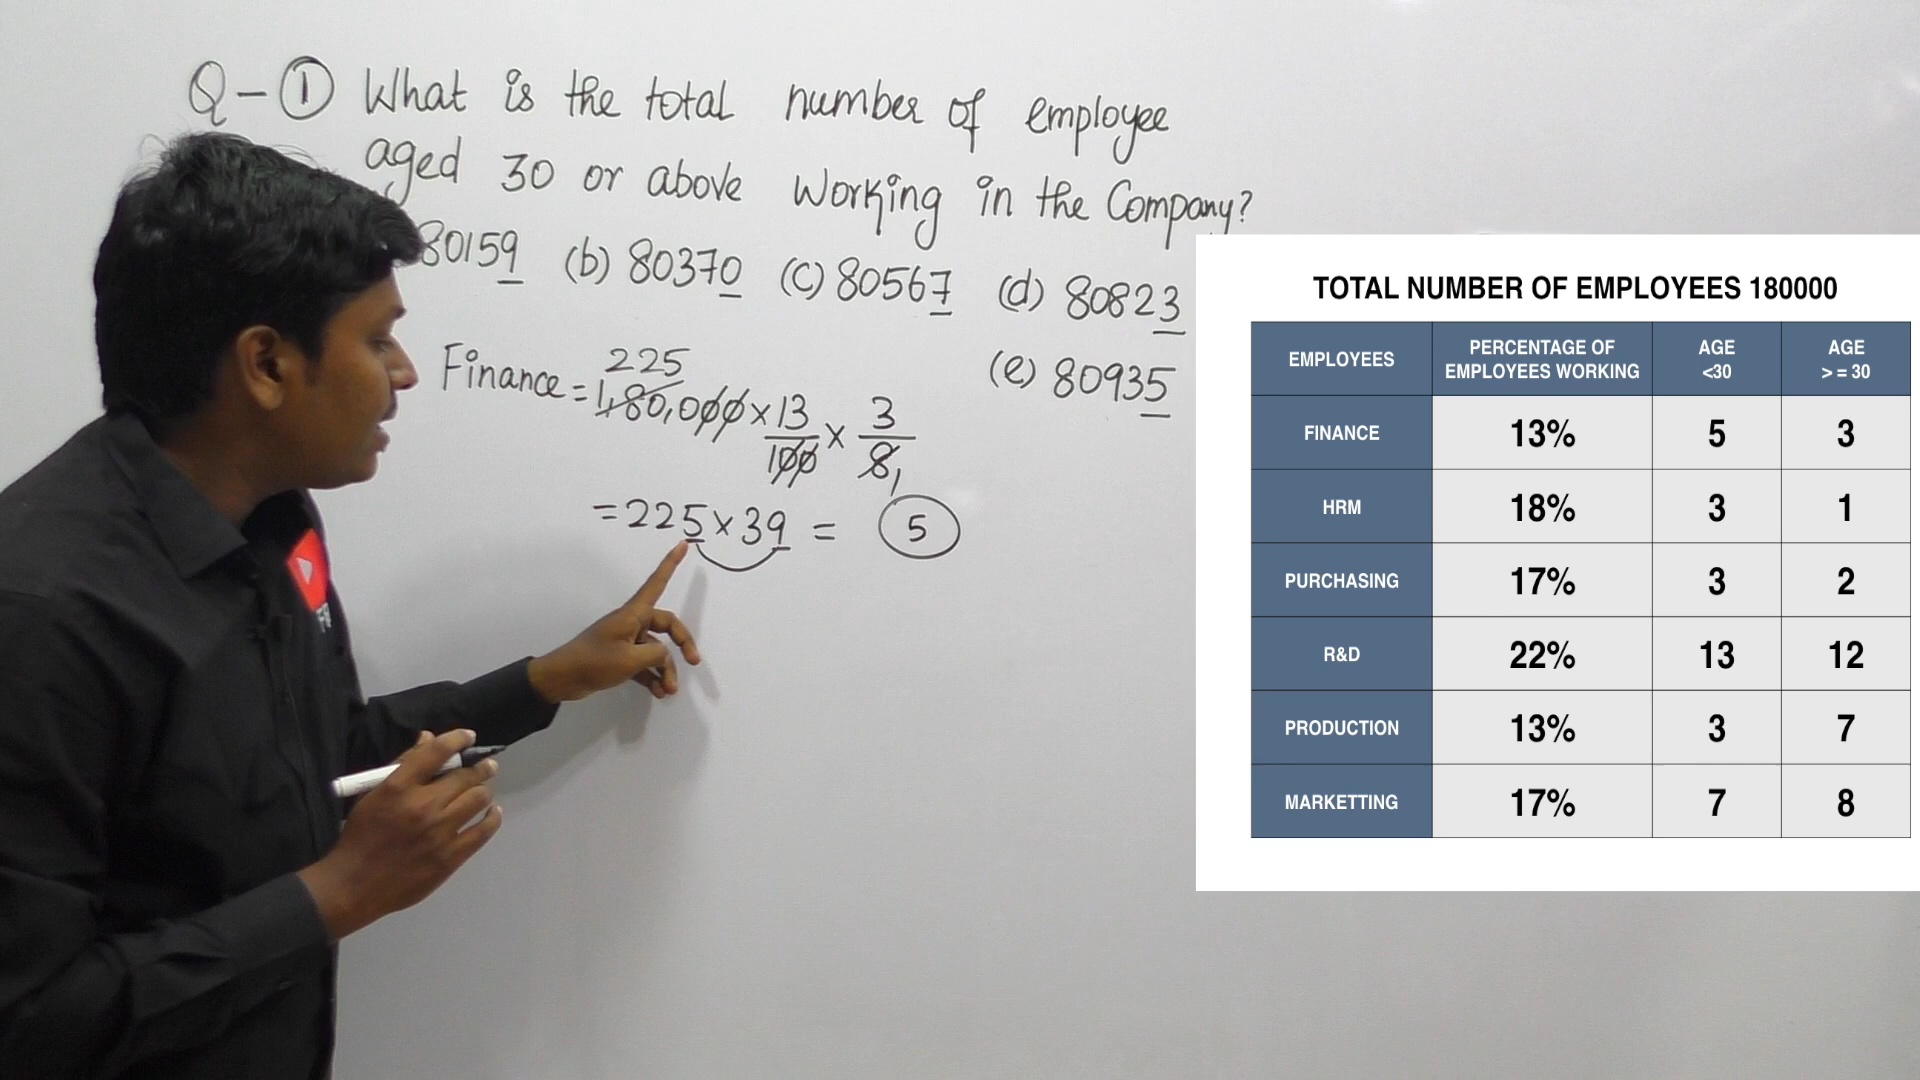 Q - ① What is the total number of employee
aged 30 or above working in the Company?
80159 (b) 80370 (c) 80567 (d) 80823
(e) 80935
225
Finance = 1,80,000 × 13/100 × 3/8 1
= 225 × 39 = 5
TOTAL NUMBER OF EMPLOYEES 180000
EMPLOYEES PERCENTAGE OF EMPLOYEES WORKING AGE <30 AGE > = 30
FINANCE 13% 5 3
HRM 18% 3 1
PURCHASING 17% 3 2
R&D 22% 13 12
PRODUCTION 13% 3 7
MARKETTING 17% 7 8